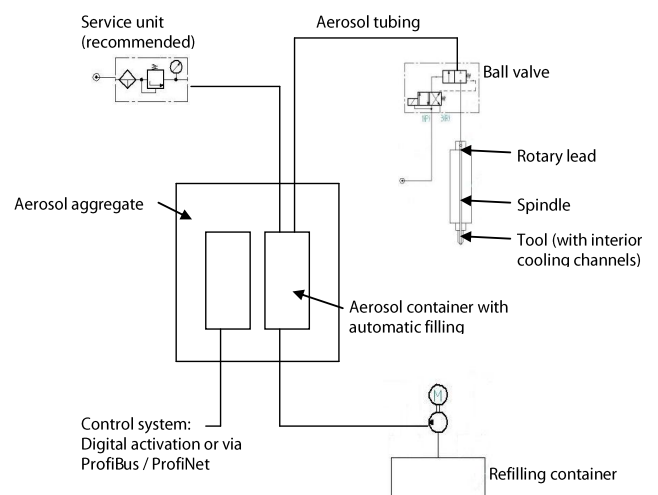 Service unit
(recommended)
Aerosol tubing
Ball valve
Rotary lead
Spindle
Tool (with interior
cooling channels)
Aerosol aggregate
Aerosol container with
automatic filling
Control system:
Digital activation or via
ProfiBus / ProfiNet
M
Refilling container